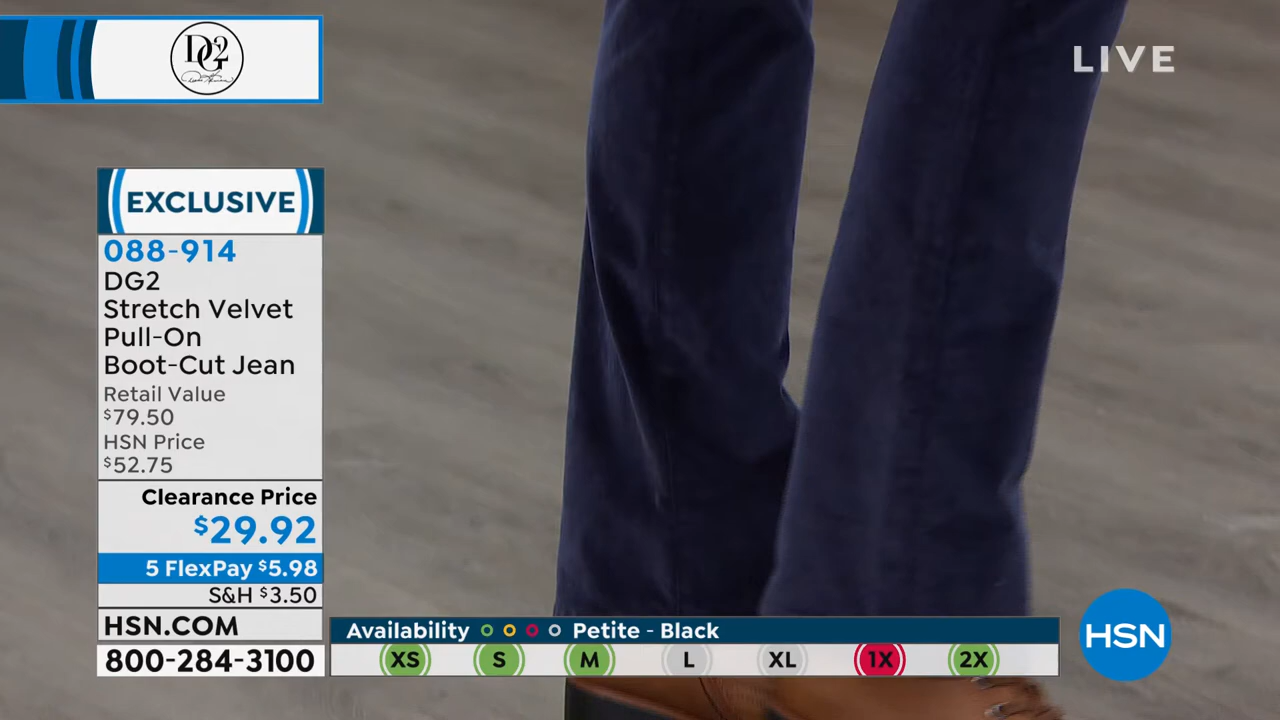 DG2
LIVE
EXCLUSIVE
088-914
DG2
Stretch Velvet
Pull-On
Boot-Cut Jean
Retail Value
$79.50
HSN Price
$52.75
Clearance Price
$29.92
5 FlexPay $5.98
S&H $3.50
HSN.COM
800-284-3100
Availability Petite - Black
XS S M L XL 1X 2X
HSN